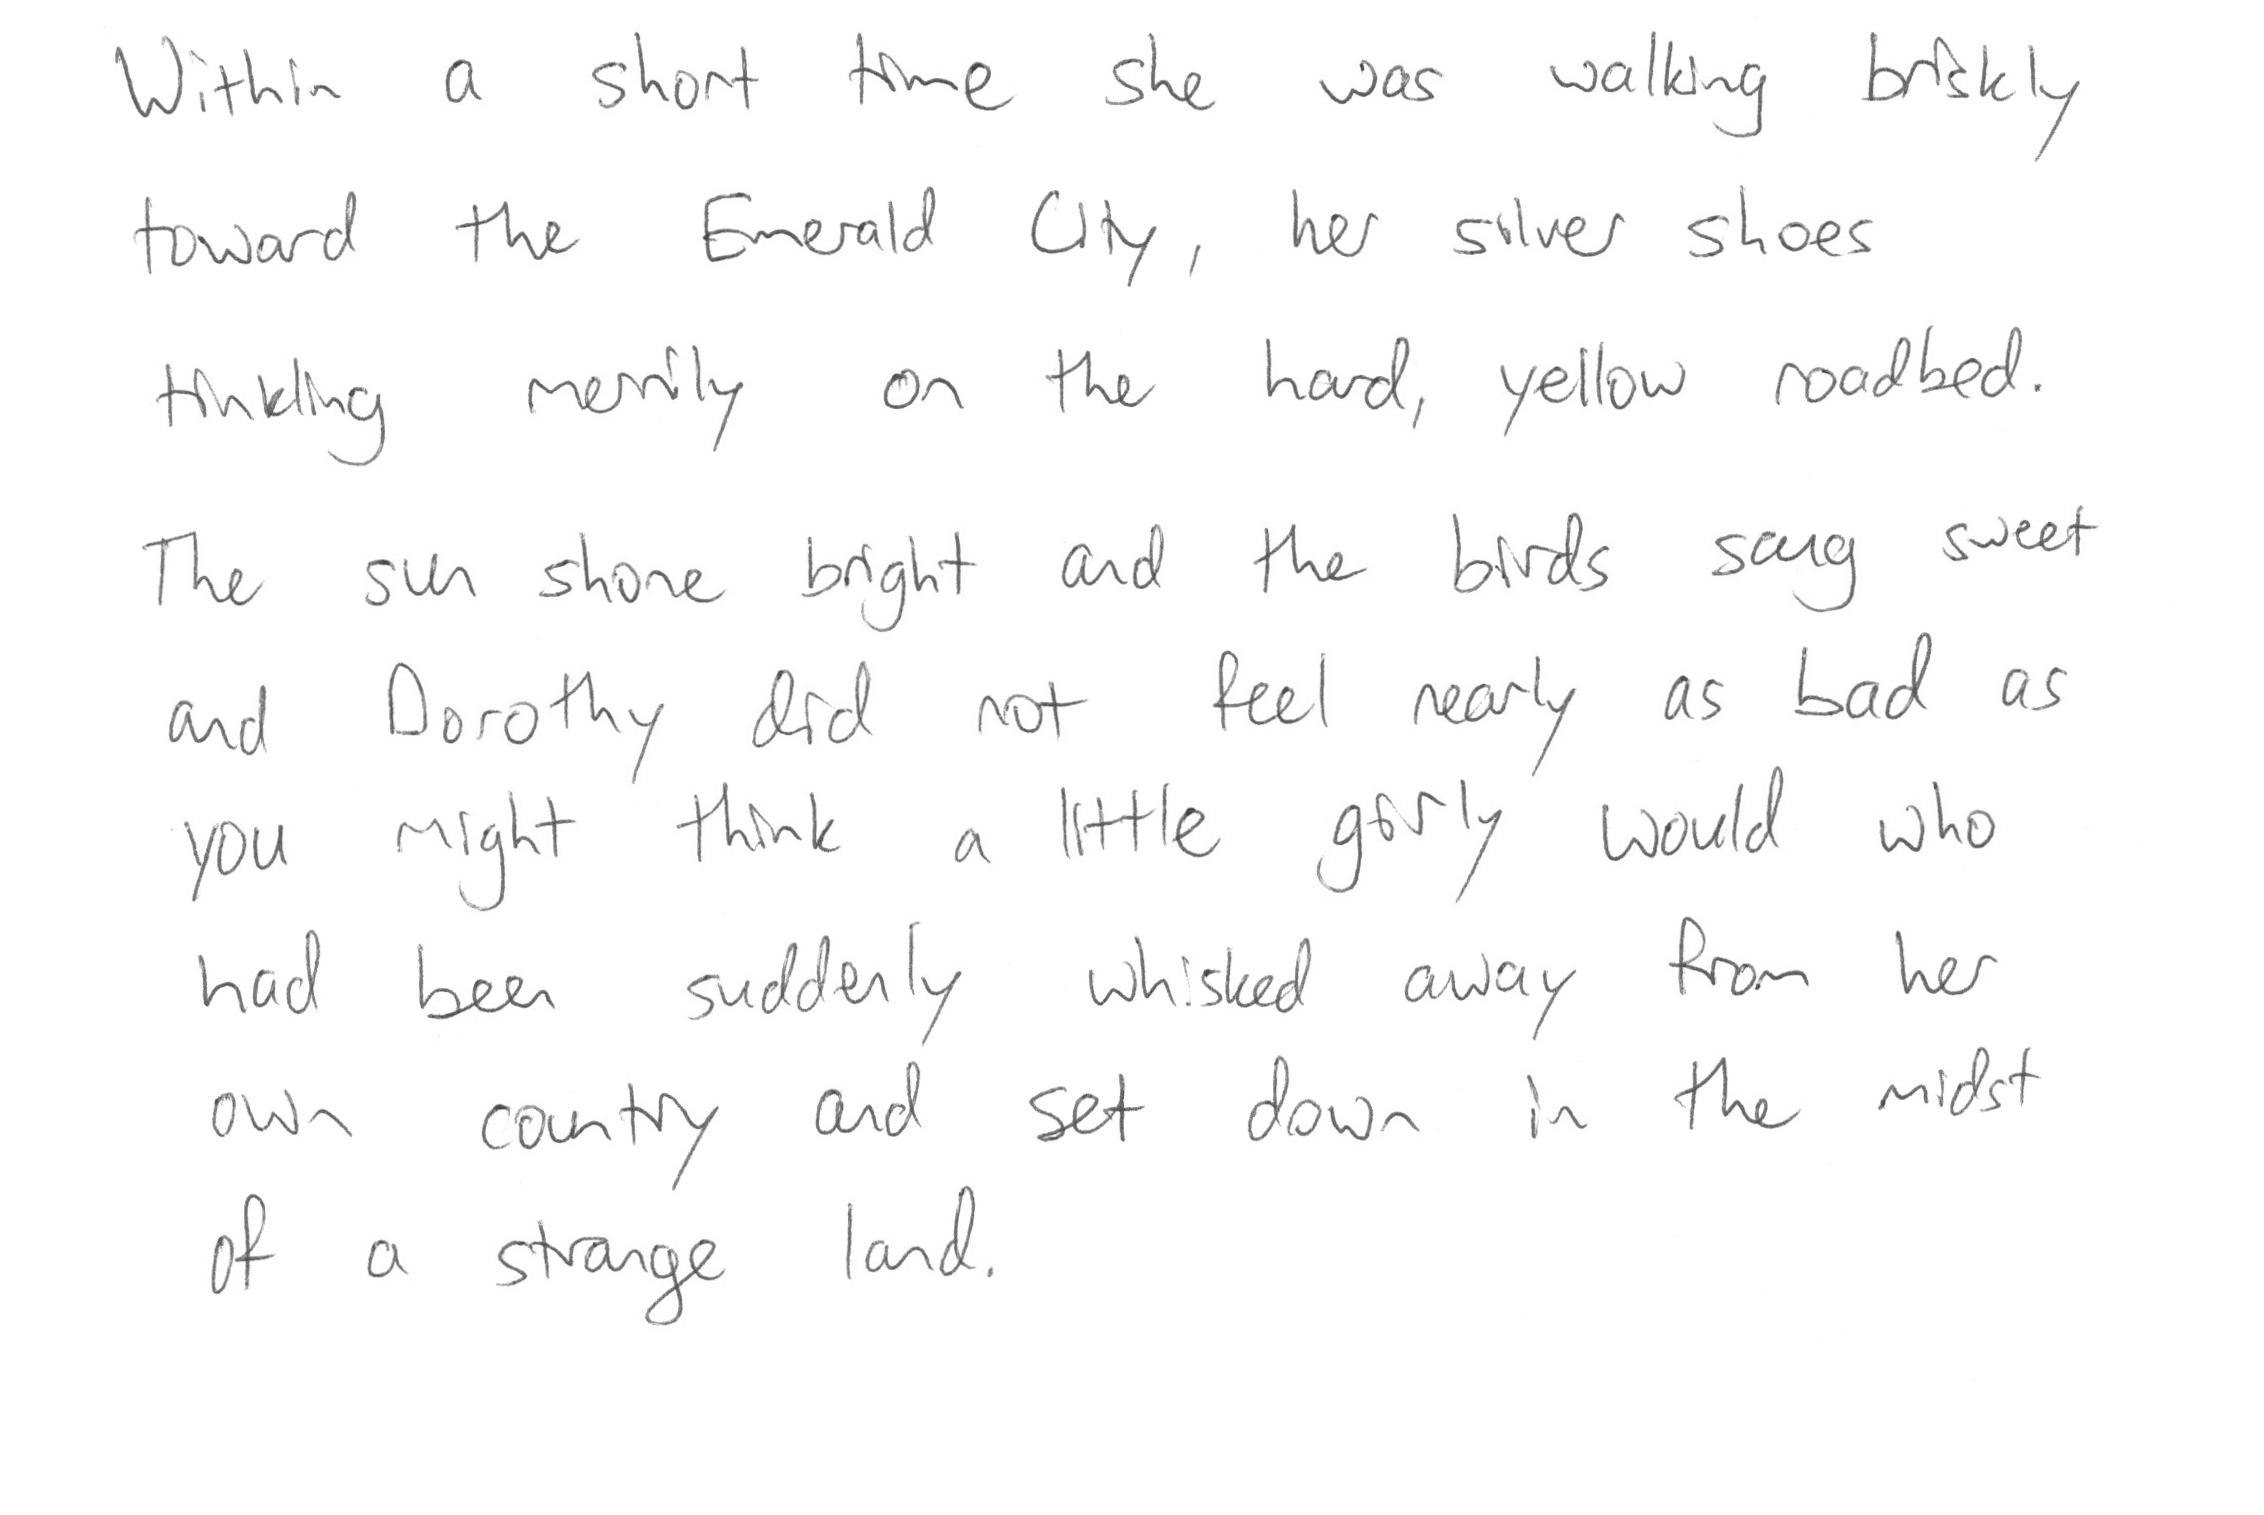 Within a short time she was walking briskly
toward the Emerald City, her silver shoes
tinkling merrily on the hard, yellow roadbed.
The sun shone bright and the birds sang sweet
and Dorothy did not feel nearly as bad as
you might think a little girly would who
had been suddenly whisked away from her
own country and set down in the midst
of a strange land.